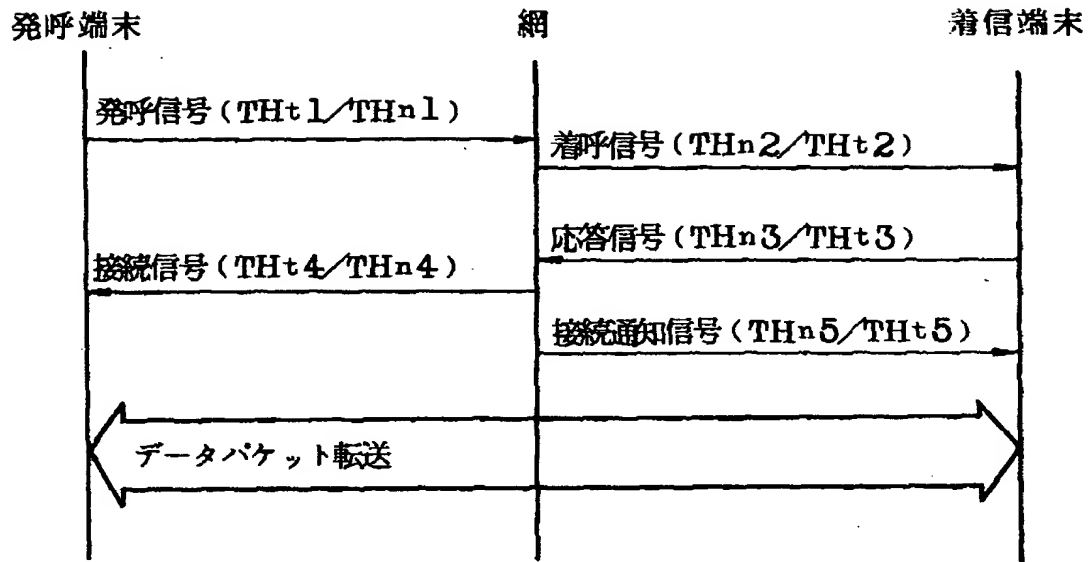 発呼端末
網
着信端末
発呼信号(THt1/THn1)
着呼信号(THn2/THt2)
応答信号(THn3/THt3)
接続信号(THt4/THn4)
接続通知信号(THn5/THt5)
データパケット転送